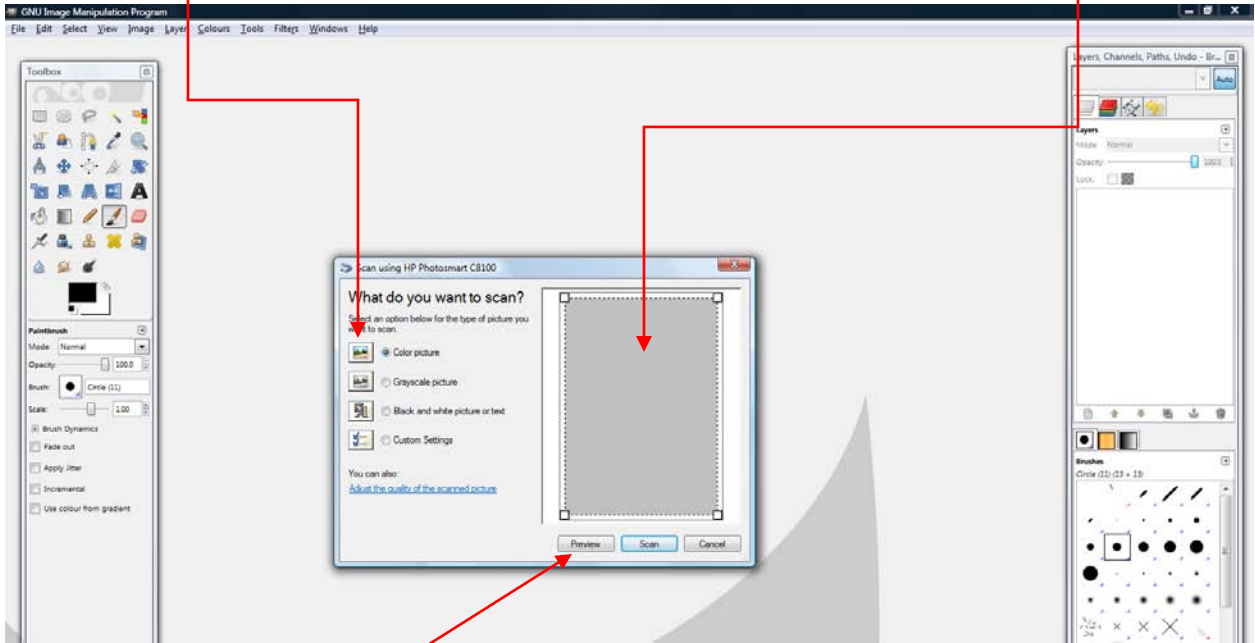 GNU Image Manipulation Program
File Edit Select View Image Layer Colours Tools Filters Windows Help
Toolbox
Paintbrush
Mode: Normal
Opacity: 100.0
Brush: Circle (11)
Scale: 1.00
Brush Dynamics
Fade out
Apply Jitter
Incremental
Use colour from gradient
Scan using HP Photosmart C8100
What do you want to scan?
Select an option below for the type of picture you
want to scan.
Color picture
Grayscale picture
Black and white picture or text
Custom Settings
You can also:
Adjust the quality of the scanned picture
Preview Scan Cancel
Layers, Channels, Paths, Undo - Br...
Auto
Layers
Mode: Normal
Opacity: 100.0
Lock:
Brushes
Circle (11) (13 × 13)